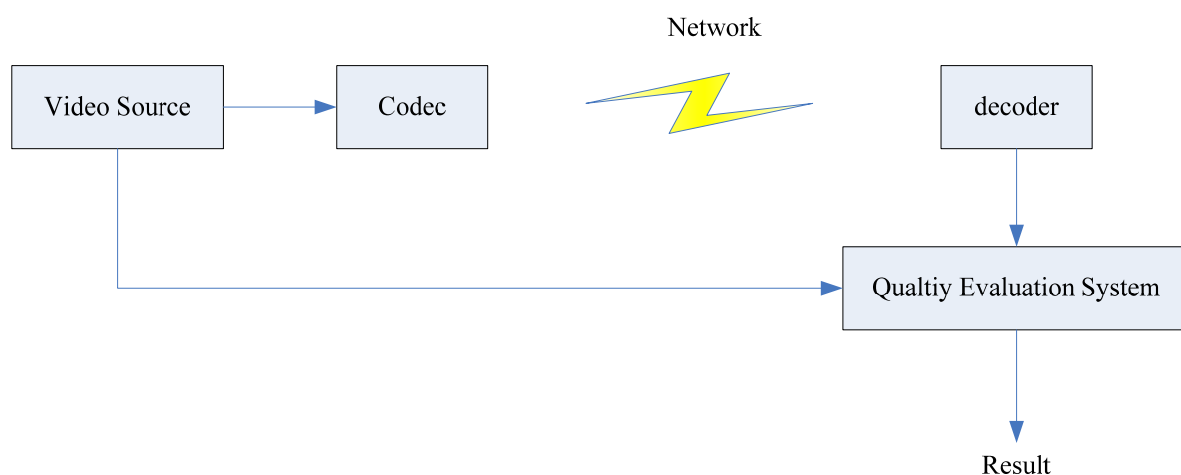 Network
Video Source
Codec
decoder
Qualtiy Evaluation System
Result